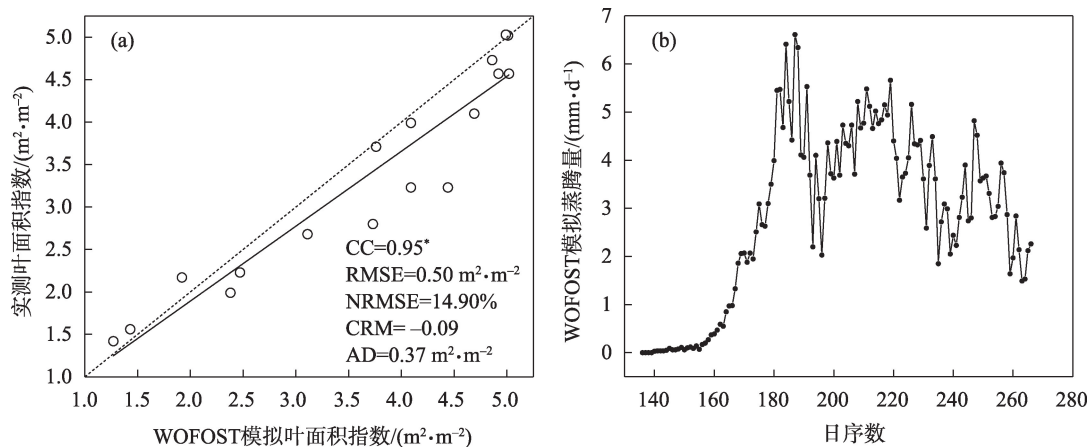 (a)
5.0
4.5
4.0
3.5
3.0
2.5
2.0
1.5
1.0
实测叶面积指数/(m²·m⁻²)
CC=0.95*
RMSE=0.50 m²·m⁻²
NRMSE=14.90%
CRM= –0.09
AD=0.37 m²·m⁻²
1.0 1.5 2.0 2.5 3.0 3.5 4.0 4.5 5.0
WOFOST模拟叶面积指数/(m²·m⁻²)
(b)
7
6
5
4
3
2
1
0
WOFOST模拟蒸腾量/(mm·d⁻¹)
140 160 180 200 220 240 260 280
日序数